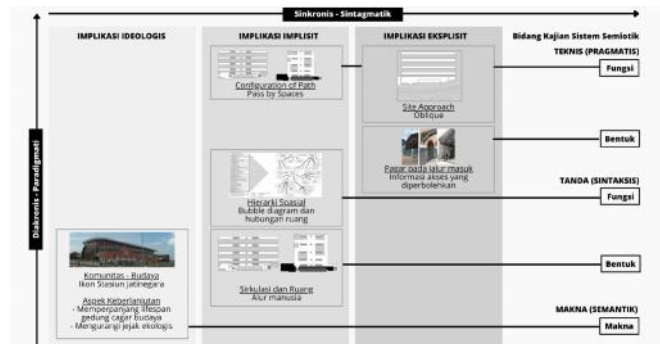 Sinkronis - Sintagmatik
Diakronis - Paradigmati
IMPLIKASI IDEOLOGIS
IMPLIKASI IMPLISIT
IMPLIKASI EKSPLISIT
Bidang Kajian Sistem Semiotik
TEKNIS (PRAGMATIS)
Fungsi
Configuration of Path
Pass by Spaces
Site Approach
Oblique
Bentuk
Pagar pada jalur masuk
Informasi akses yang
diperbolehkan
TANDA (SINTAKSIS)
Fungsi
Hierarki Spasial
Bubble diagram dan
hubungan ruang
Bentuk
Komunitas - Budaya
Ikon Stasiun Jatinegara
Sirkulasi dan Ruang
Alur manusia
Aspek Keberlanjutan
- Memperpanjang lifespan
gedung cagar budaya
- Mengurangi jejak ekologis
MAKNA (SEMANTIK)
Makna